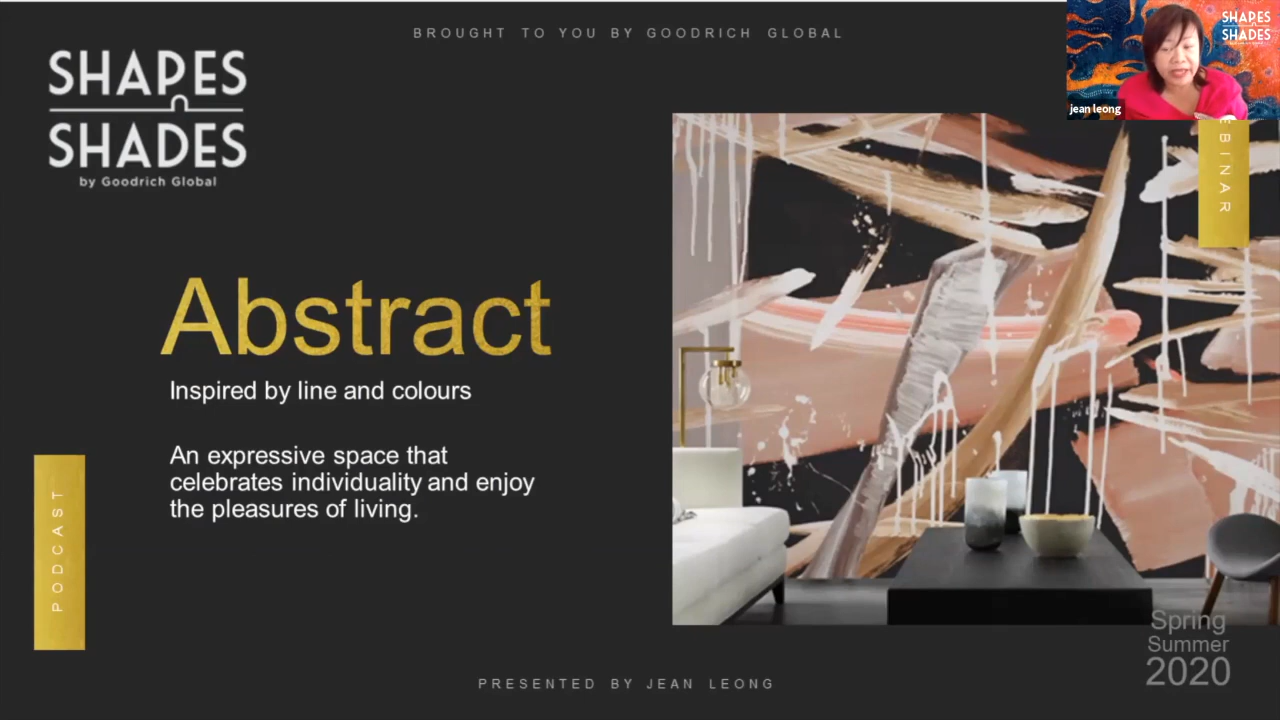 BROUGHT TO YOU BY GOODRICH GLOBAL
SHAPES
SHADES
by Goodrich Global
SHAPES
SHADES
jean leong
EBINAR
Abstract
Inspired by line and colours
An expressive space that
celebrates individuality and enjoy
the pleasures of living.
PODCAST
Spring
Summer
2020
PRESENTED BY JEAN LEONG